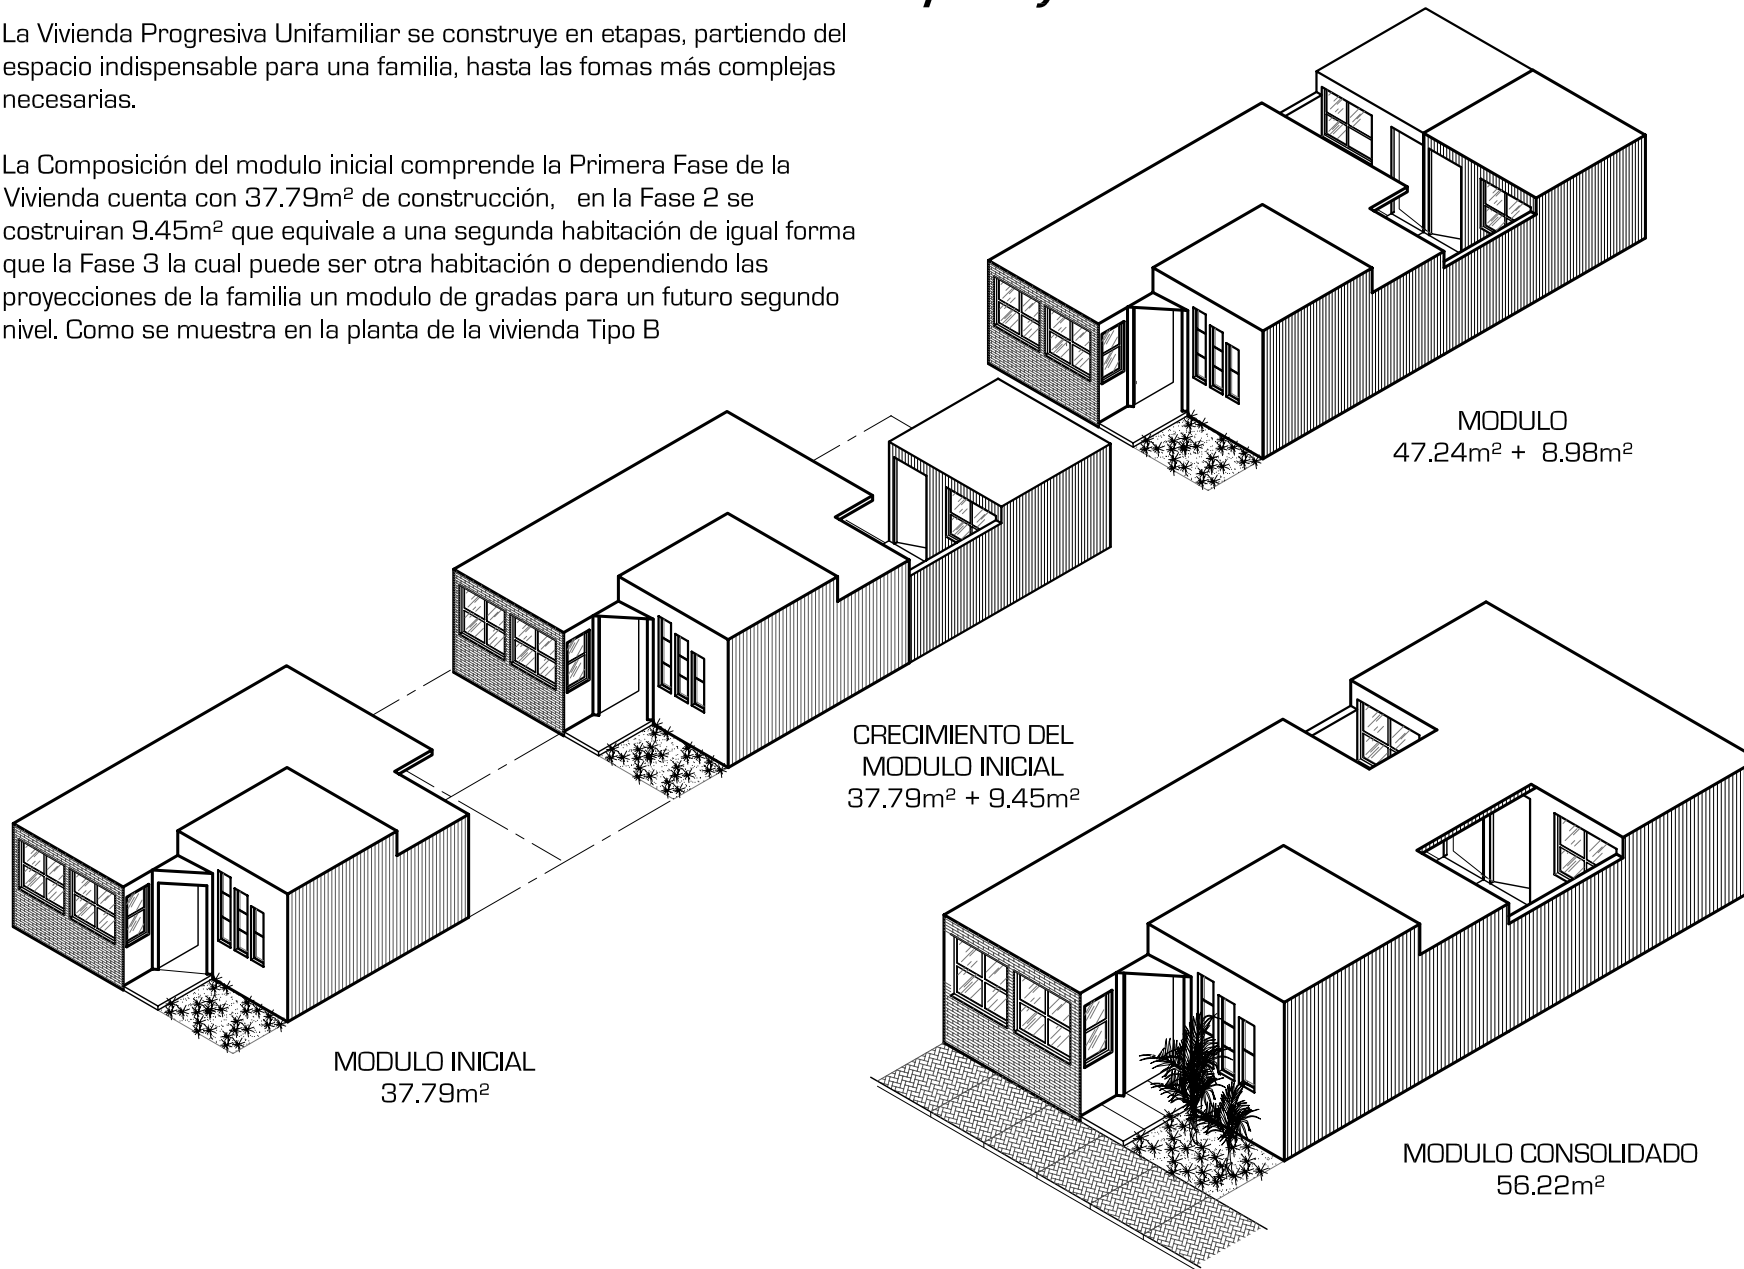 La Vivienda Progresiva Unifamiliar se construye en etapas, partiendo del
espacio indispensable para una familia, hasta las fomas más complejas
necesarias.
La Composición del modulo inicial comprende la Primera Fase de la
Vivienda cuenta con 37.79m² de construcción, en la Fase 2 se
costruiran 9.45m² que equivale a una segunda habitación de igual forma
que la Fase 3 la cual puede ser otra habitación o dependiendo las
proyecciones de la familia un modulo de gradas para un futuro segundo
nivel. Como se muestra en la planta de la vivienda Tipo B
MODULO
47.24m² + 8.98m²
CRECIMIENTO DEL
MODULO INICIAL
37.79m² + 9.45m²
MODULO INICIAL
37.79m²
MODULO CONSOLIDADO
56.22m²